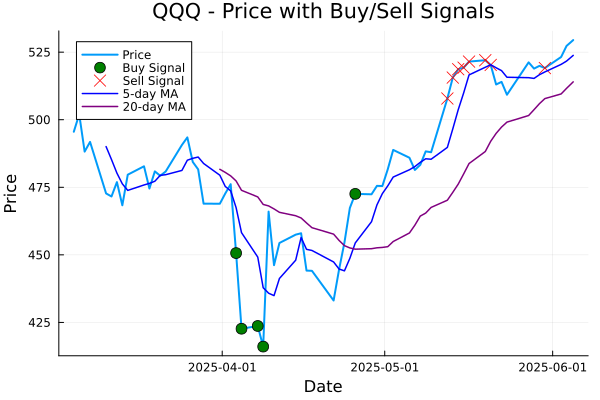 QQQ - Price with Buy/Sell Signals
Price
Buy Signal
Sell Signal
5-day MA
20-day MA
525
500
475
450
425
Price
2025-04-01
2025-05-01
2025-06-01
Date